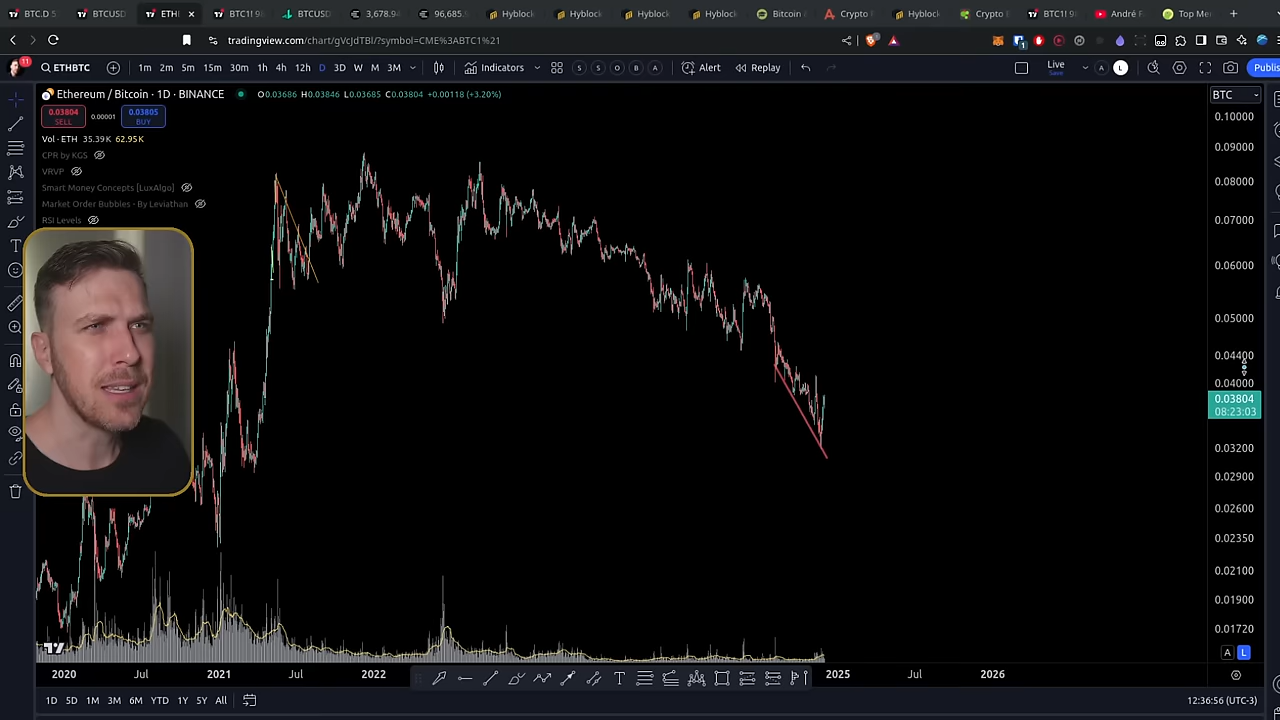 BTC.D 5
BTCUSD
ETH!
BTC1! 98
BTCUSD
3,678.94
96,685.
Hyblock
Hyblock
Hyblock
Hyblock
Bitcoin
Crypto
Hyblock
Crypto
BTC1! 9
André F
Top Me
tradingview.com/chart/gVcJdTBI/?symbol=CME%3ABTC1%21
11
ETHBTC
1m 2m 5m 15m 30m 1h 4h 12h D 3D W M 3M
Indicators
S O B A
Alert
Replay
Live
Save
A L
Publis
Ethereum / Bitcoin · 1D · BINANCE
O0.03686 H0.03846 L0.03685 C0.03804 +0.00118 (+3.20%)
BTC
0.03804
SELL
0.00001
0.03805
BUY
Vol · ETH 35.39K 62.95K
CPR by KGS
VRVP
Smart Money Concepts [LuxAlgo]
Market Order Bubbles - By Leviathan
RSI Levels
0.10000
0.09000
0.08000
0.07000
0.06000
0.05000
0.04400
0.04000
0.03804
08:23:03
0.03200
0.02900
0.02600
0.02350
0.02100
0.01900
0.01720
A L
2020 Jul 2021 Jul 2022 2025 Jul 2026
1D 5D 1M 3M 6M YTD 1Y 5Y All
12:36:56 (UTC-3)